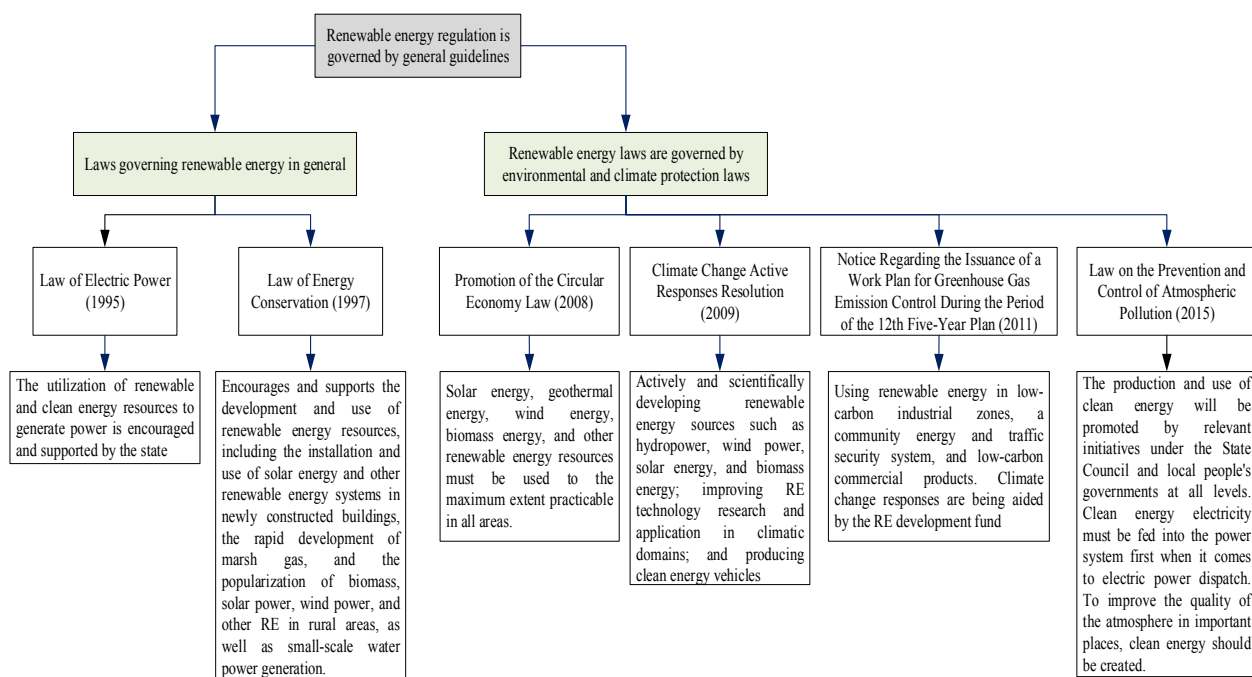 Renewable energy regulation is
governed by general guidelines
Laws governing renewable energy in general
Renewable energy laws are governed by
environmental and climate protection laws
Law of Electric Power
(1995)
Law of Energy
Conservation (1997)
Promotion of the Circular
Economy Law (2008)
Climate Change Active
Responses Resolution
(2009)
Notice Regarding the Issuance of a
Work Plan for Greenhouse Gas
Emission Control During the Period
of the 12th Five-Year Plan (2011)
Law on the Prevention and
Control of Atmospheric
Pollution (2015)
The utilization of renewable
and clean energy resources to
generate power is encouraged
and supported by the state
Encourages and supports the
development and use of
renewable energy resources,
including the installation and
use of solar energy and other
renewable energy systems in
newly constructed buildings,
the rapid development of
marsh gas, and the
popularization of biomass,
solar power, wind power, and
other RE in rural areas, as
well as small-scale water
power generation.
Solar energy, geothermal
energy, wind energy,
biomass energy, and other
renewable energy resources
must be used to the
maximum extent practicable
in all areas.
Actively and scientifically
developing renewable
energy sources such as
hydropower, wind power,
solar energy, and biomass
energy; improving RE
technology research and
application in climatic
domains; and producing
clean energy vehicles
Using renewable energy in low-
carbon industrial zones, a
community energy and traffic
security system, and low-carbon
commercial products. Climate
change responses are being aided
by the RE development fund
The production and use of
clean energy will be
promoted by relevant
initiatives under the State
Council and local people's
governments at all levels.
Clean energy electricity
must be fed into the power
system first when it comes
to electric power dispatch.
To improve the quality of
the atmosphere in important
places, clean energy should
be created.